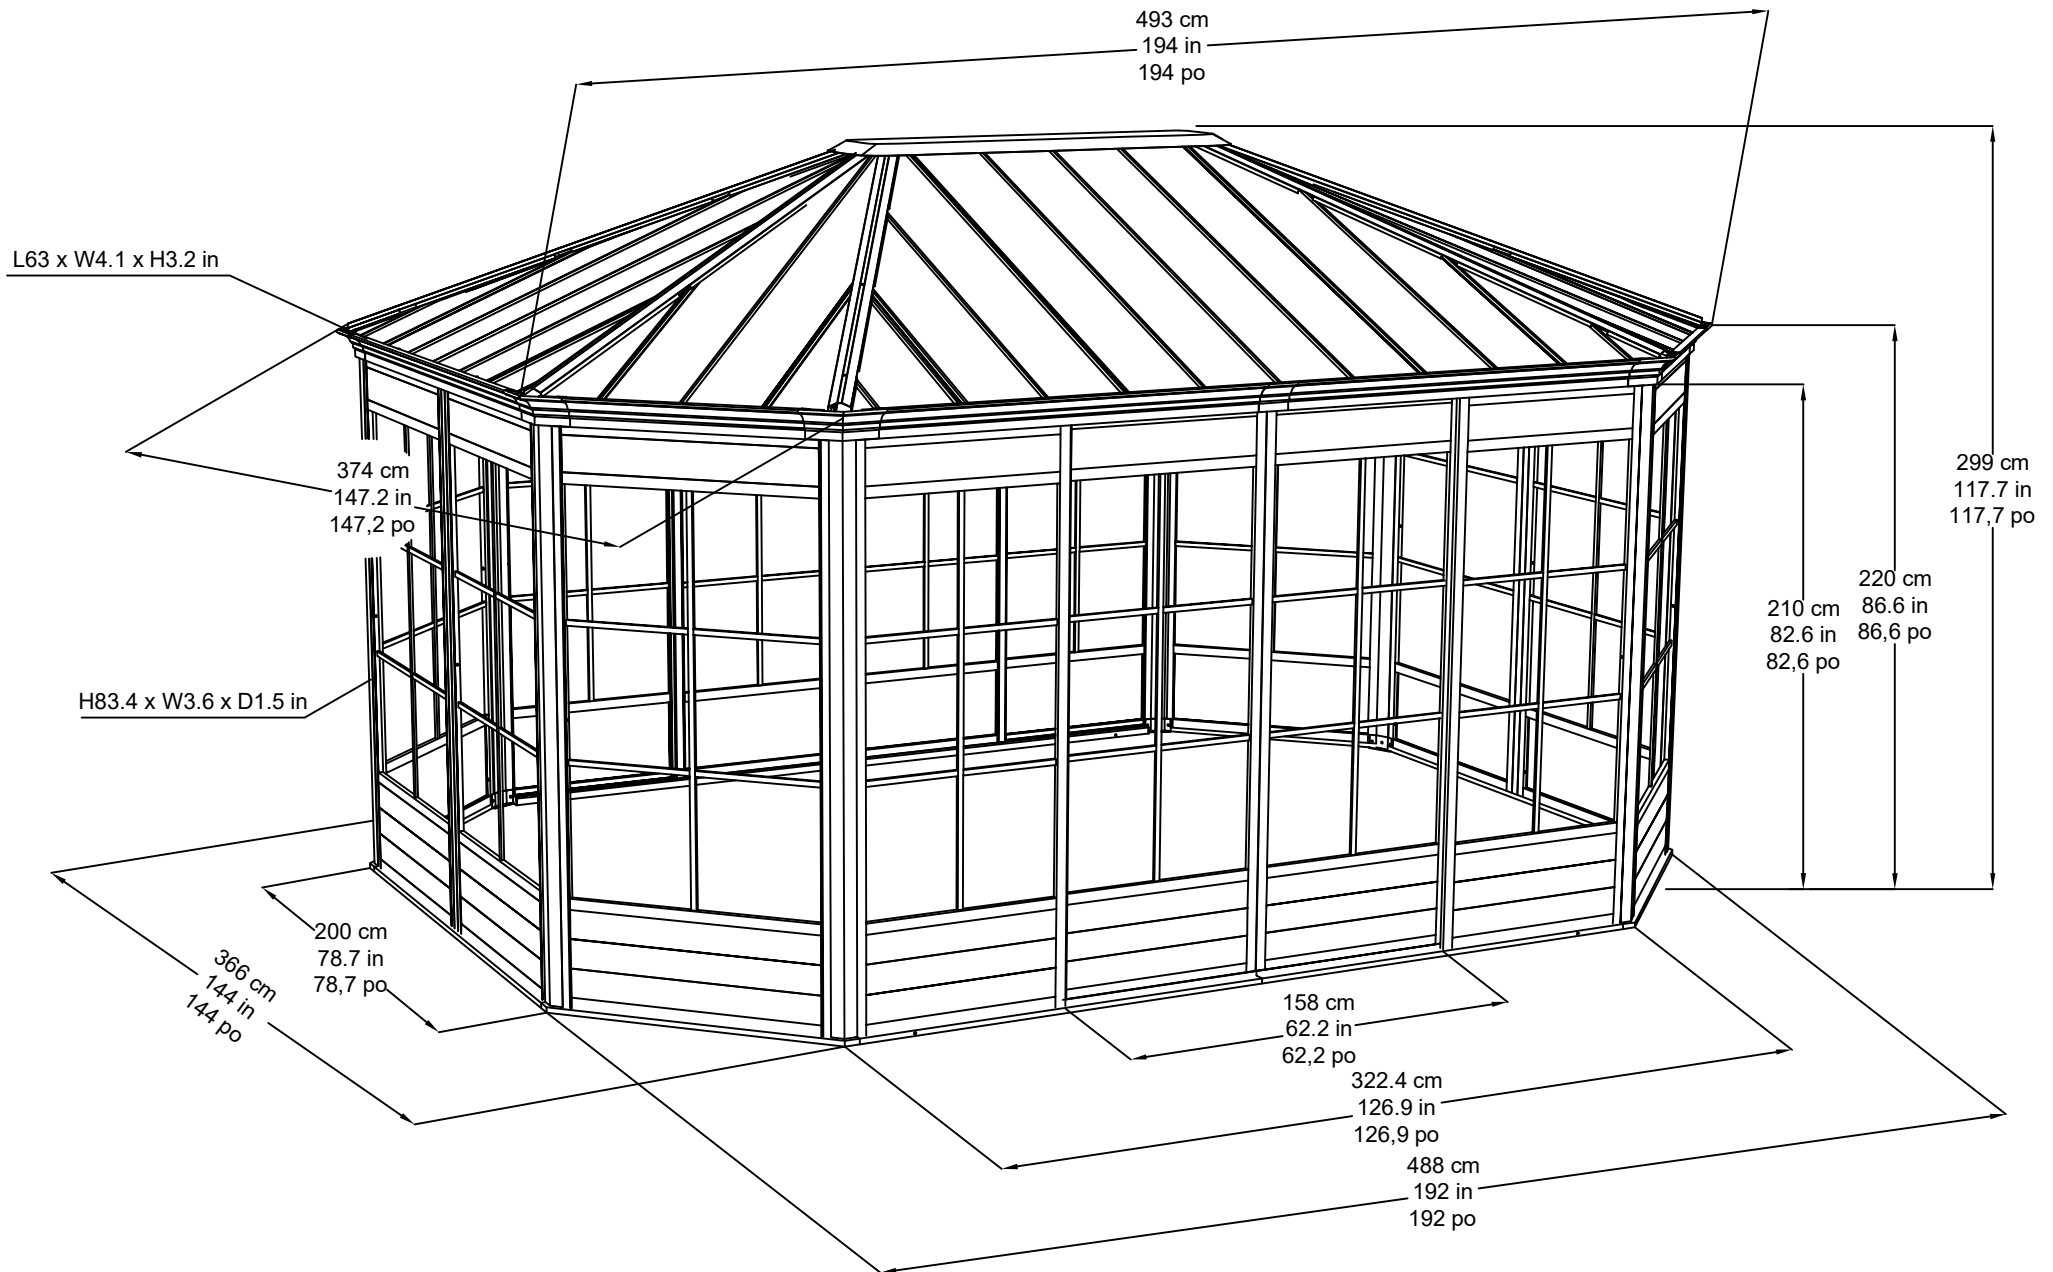 493 cm
194 in
194 po
L63 x W4.1 x H3.2 in
374 cm
147.2 in
147,2 po
299 cm
117.7 in
117,7 po
220 cm
86.6 in
86,6 po
210 cm
82.6 in
82,6 po
H83.4 x W3.6 x D1.5 in
200 cm
78.7 in
78,7 po
366 cm
144 in
144 po
158 cm
62.2 in
62,2 po
322.4 cm
126.9 in
126,9 po
488 cm
192 in
192 po